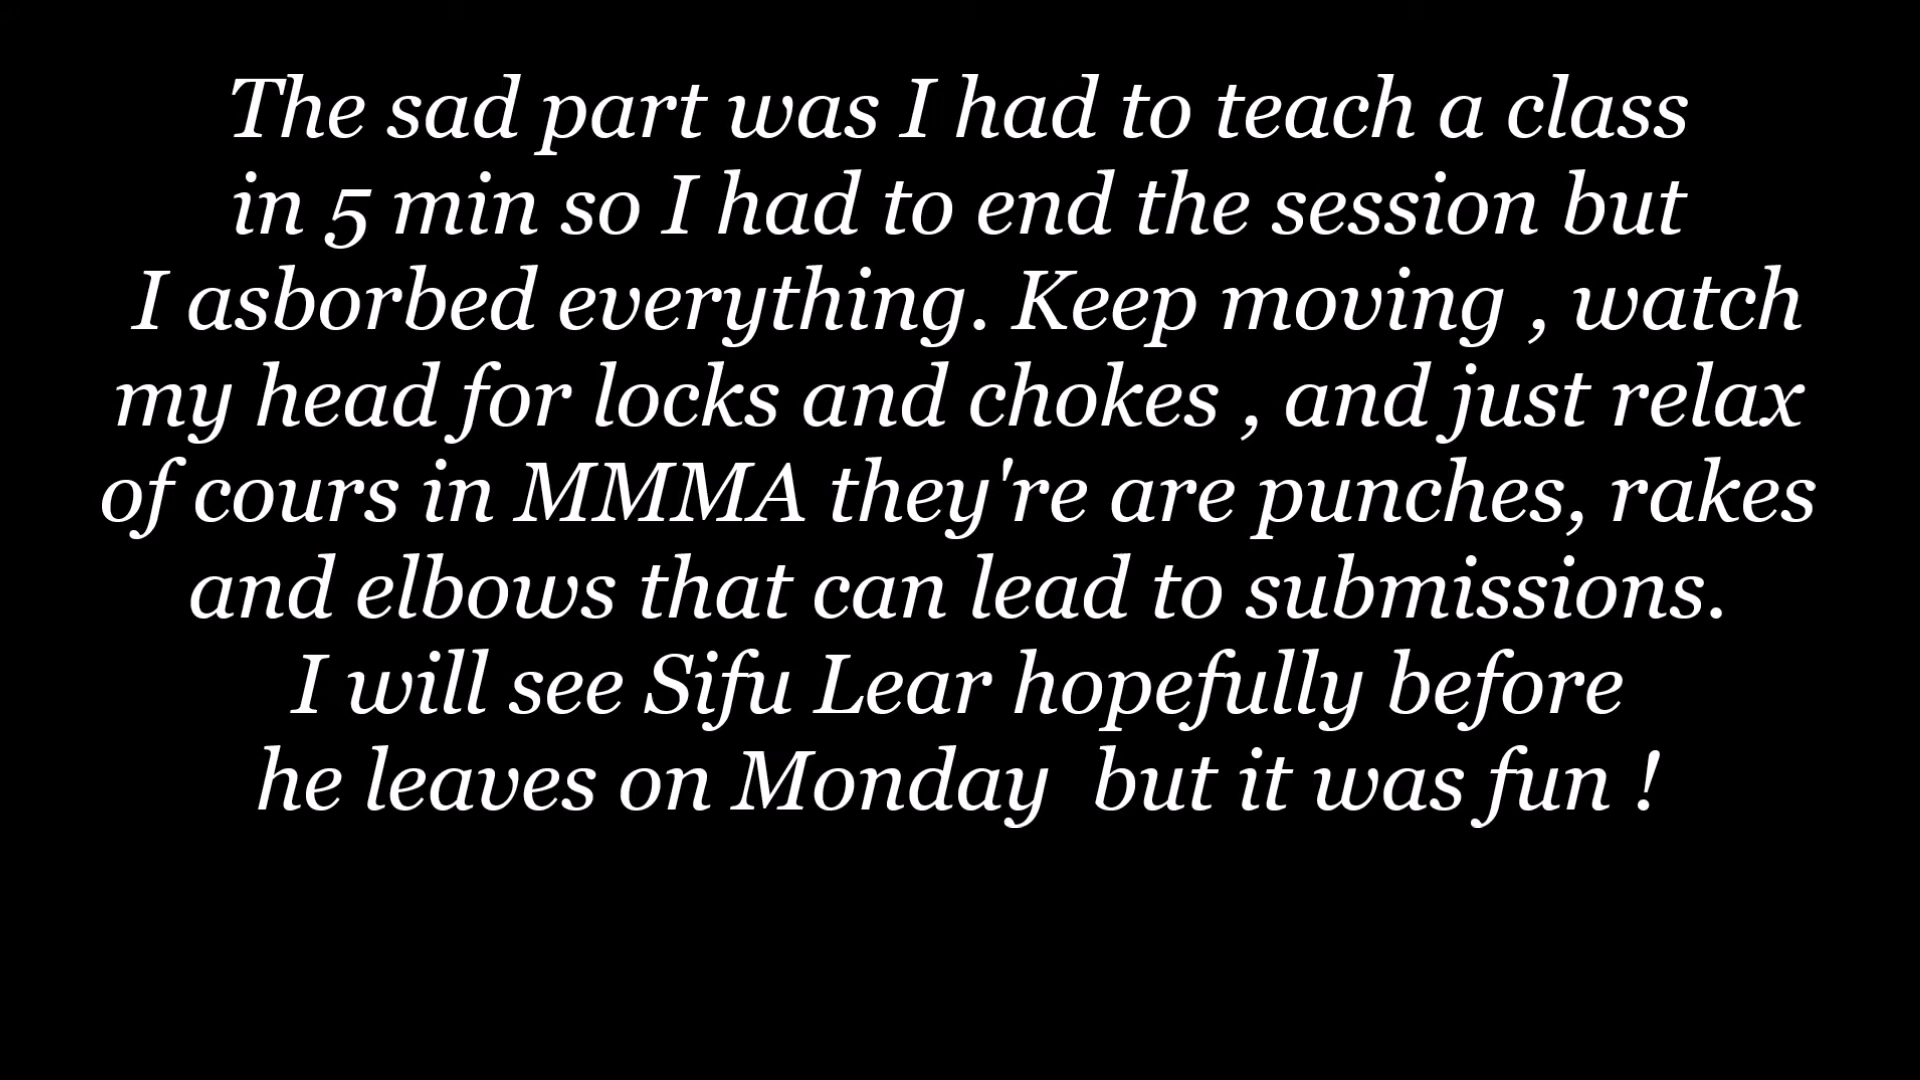 The sad part was I had to teach a class
in 5 min so I had to end the session but
I asborbed everything. Keep moving , watch
my head for locks and chokes , and just relax
of cours in MMMA they're are punches, rakes
and elbows that can lead to submissions.
I will see Sifu Lear hopefully before
he leaves on Monday  but it was fun !